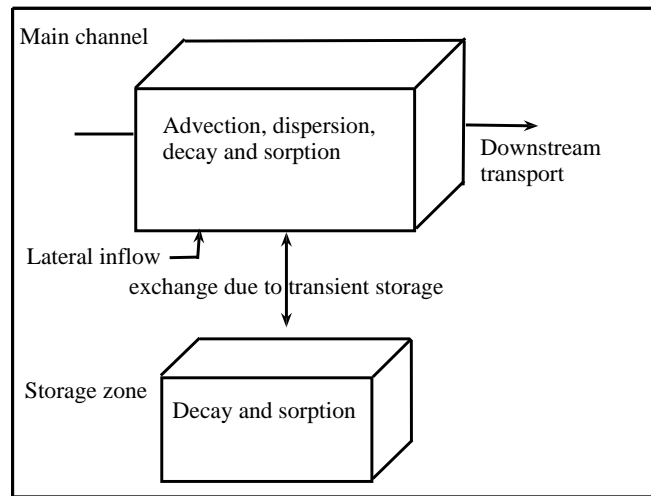 Main channel
Advection, dispersion,
decay and sorption
Downstream
transport
Lateral inflow
exchange due to transient storage
Storage zone
Decay and sorption